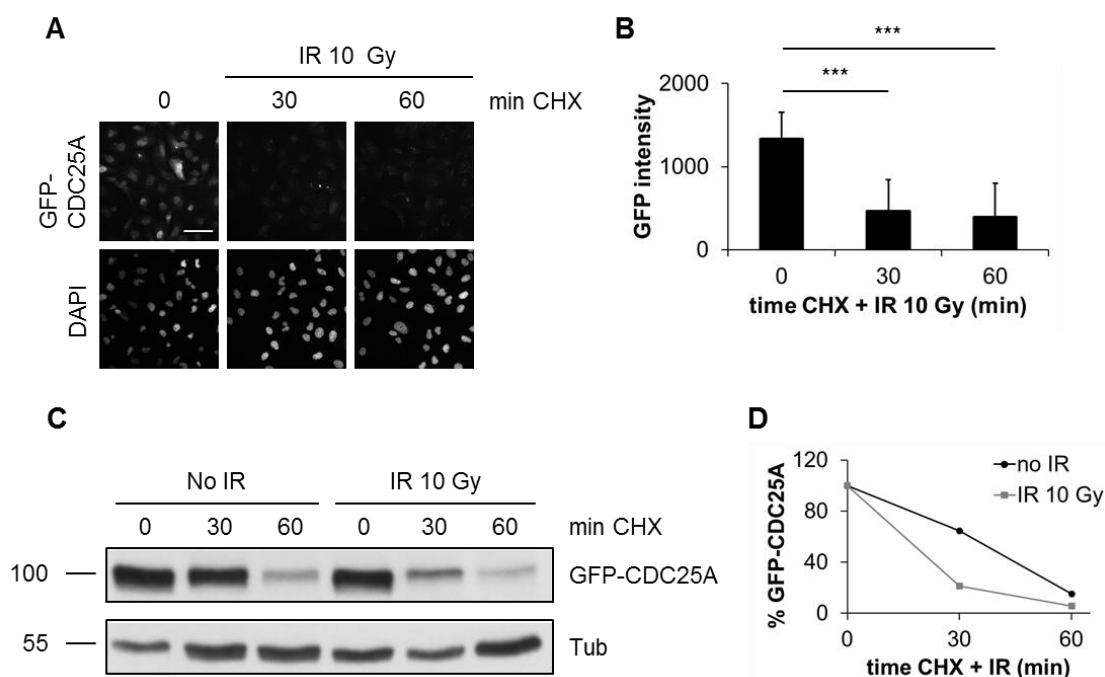 A
IR 10 Gy
0 30 60 min CHX
GFP-
CDC25A
DAPI
B
***
***
2000
1000
0
GFP intensity
0 30 60
time CHX + IR 10 Gy (min)
C
No IR IR 10 Gy
0 30 60 0 30 60 min CHX
100 GFP-CDC25A
55 Tub
D
120
80
40
0
% GFP-CDC25A
no IR
IR 10 Gy
0 30 60
time CHX + IR (min)